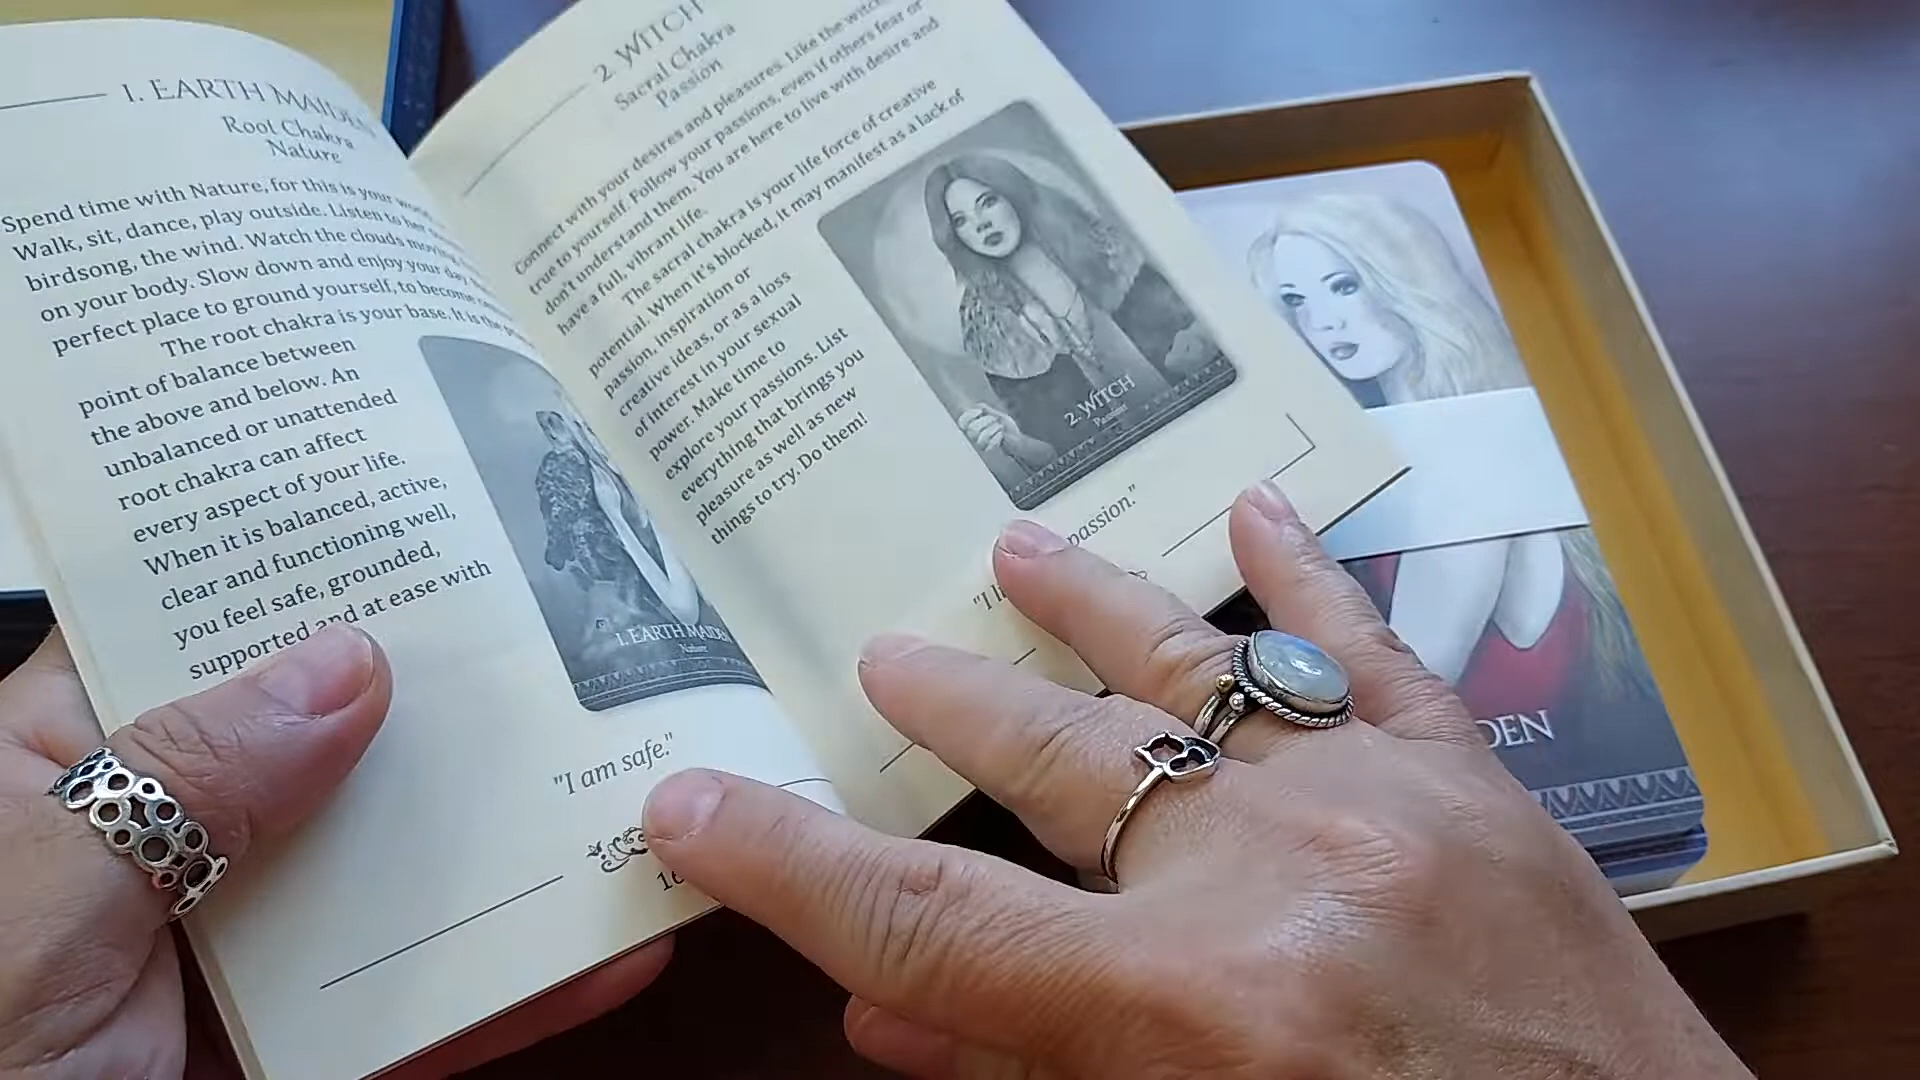 1. EARTH MAIDEN
Root Chakra
Nature
Spend time with Nature, for this is your
Walk, sit, dance, play outside. Listen to her
birdsong, the wind. Watch the clouds moving
on your body. Slow down and enjoy your day
perfect place to ground yourself, to become
The root chakra is your base. It is the
point of balance between
the above and below. An
unbalanced or unattended
root chakra can affect
every aspect of your life.
When it is balanced, active,
clear and functioning well,
you feel safe, grounded,
supported and at ease with
1. EARTH MAIDEN
Nature
"I am safe."
16
2. WITCH
Sacral Chakra
Passion
Connect with your desires and pleasures. Like the witch
true to yourself. Follow your passions, even if others fear or
don't understand them. You are here to live with desire and
have a full, vibrant life.
The sacral chakra is your life force of creative
potential. When it's blocked, it may manifest as a lack of
passion, inspiration or
creative ideas, or as a loss
of interest in your sexual
power. Make time to
explore your passions. List
everything that brings you
pleasure as well as new
things to try. Do them!
2. WITCH
Passion
"I passion."
DEN